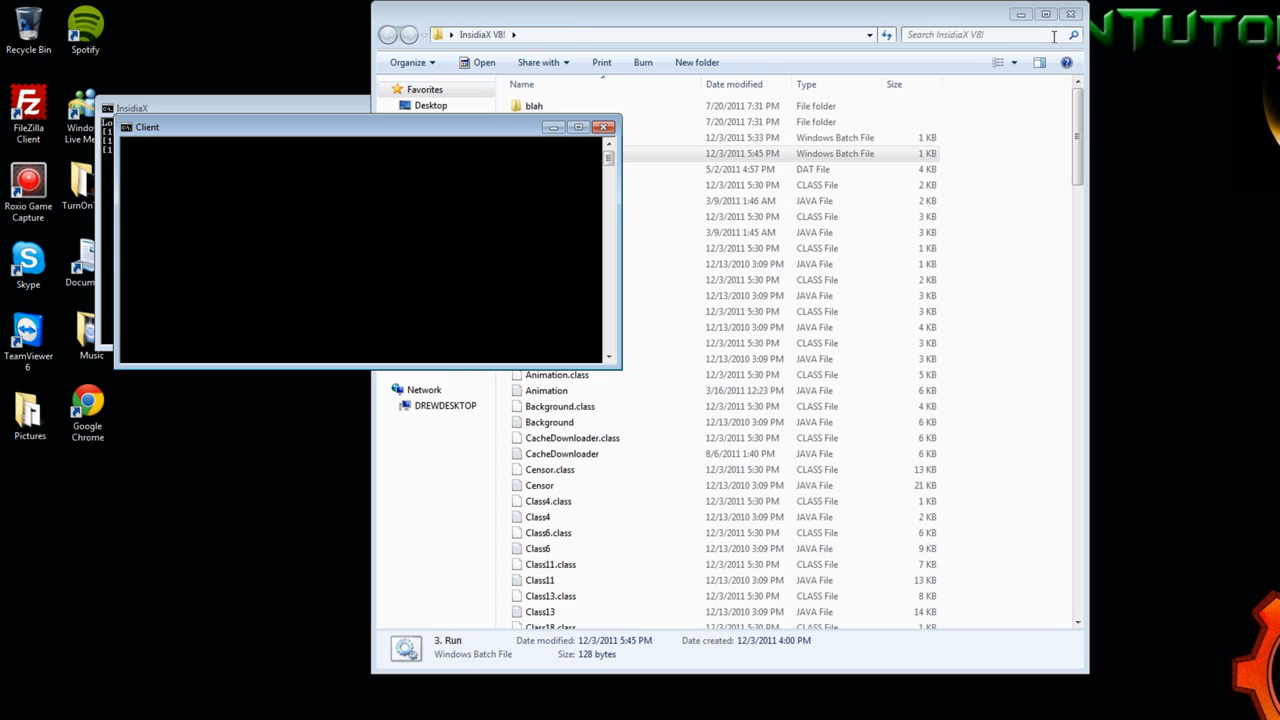 Recycle Bin
Spotify
FileZilla
Client
Windo
Live Me
Roxio Game
Capture
TurnOnT
Skype
Docum
TeamViewer
6
Music
Pictures
Google
Chrome
InsidiaX
Client
InsidiaX V8!
Search InsidiaX V8!
Organize
Open
Share with
Print
Burn
New folder
Favorites
Desktop
Network
DREWDESKTOP
Name Date modified Type Size
blah 7/20/2011 7:31 PM File folder
7/20/2011 7:31 PM File folder
12/3/2011 5:33 PM Windows Batch File 1 KB
12/3/2011 5:45 PM Windows Batch File 1 KB
5/2/2011 4:57 PM DAT File 4 KB
12/3/2011 5:30 PM CLASS File 2 KB
3/9/2011 1:46 AM JAVA File 2 KB
12/3/2011 5:30 PM CLASS File 3 KB
3/9/2011 1:45 AM JAVA File 3 KB
12/3/2011 5:30 PM CLASS File 1 KB
12/13/2010 3:09 PM JAVA File 1 KB
12/3/2011 5:30 PM CLASS File 2 KB
12/13/2010 3:09 PM JAVA File 2 KB
12/3/2011 5:30 PM CLASS File 3 KB
12/13/2010 3:09 PM JAVA File 4 KB
12/3/2011 5:30 PM CLASS File 3 KB
12/13/2010 3:09 PM JAVA File 3 KB
Animation.class 12/3/2011 5:30 PM CLASS File 5 KB
Animation 3/16/2011 12:23 PM JAVA File 6 KB
Background.class 12/3/2011 5:30 PM CLASS File 4 KB
Background 12/13/2010 3:09 PM JAVA File 6 KB
CacheDownloader.class 12/3/2011 5:30 PM CLASS File 6 KB
CacheDownloader 8/6/2011 1:40 PM JAVA File 6 KB
Censor.class 12/3/2011 5:30 PM CLASS File 13 KB
Censor 12/13/2010 3:09 PM JAVA File 21 KB
Class4.class 12/3/2011 5:30 PM CLASS File 1 KB
Class4 12/13/2010 3:09 PM JAVA File 2 KB
Class6.class 12/3/2011 5:30 PM CLASS File 6 KB
Class6 12/13/2010 3:09 PM JAVA File 9 KB
Class11.class 12/3/2011 5:30 PM CLASS File 7 KB
Class11 12/13/2010 3:09 PM JAVA File 13 KB
Class13.class 12/3/2011 5:30 PM CLASS File 8 KB
Class13 12/13/2010 3:09 PM JAVA File 14 KB
Class18.class 12/3/2011 5:30 PM CLASS File 4 KB
3. Run Date modified: 12/3/2011 5:45 PM Date created: 12/3/2011 4:00 PM
Windows Batch File Size: 128 bytes
nTutor